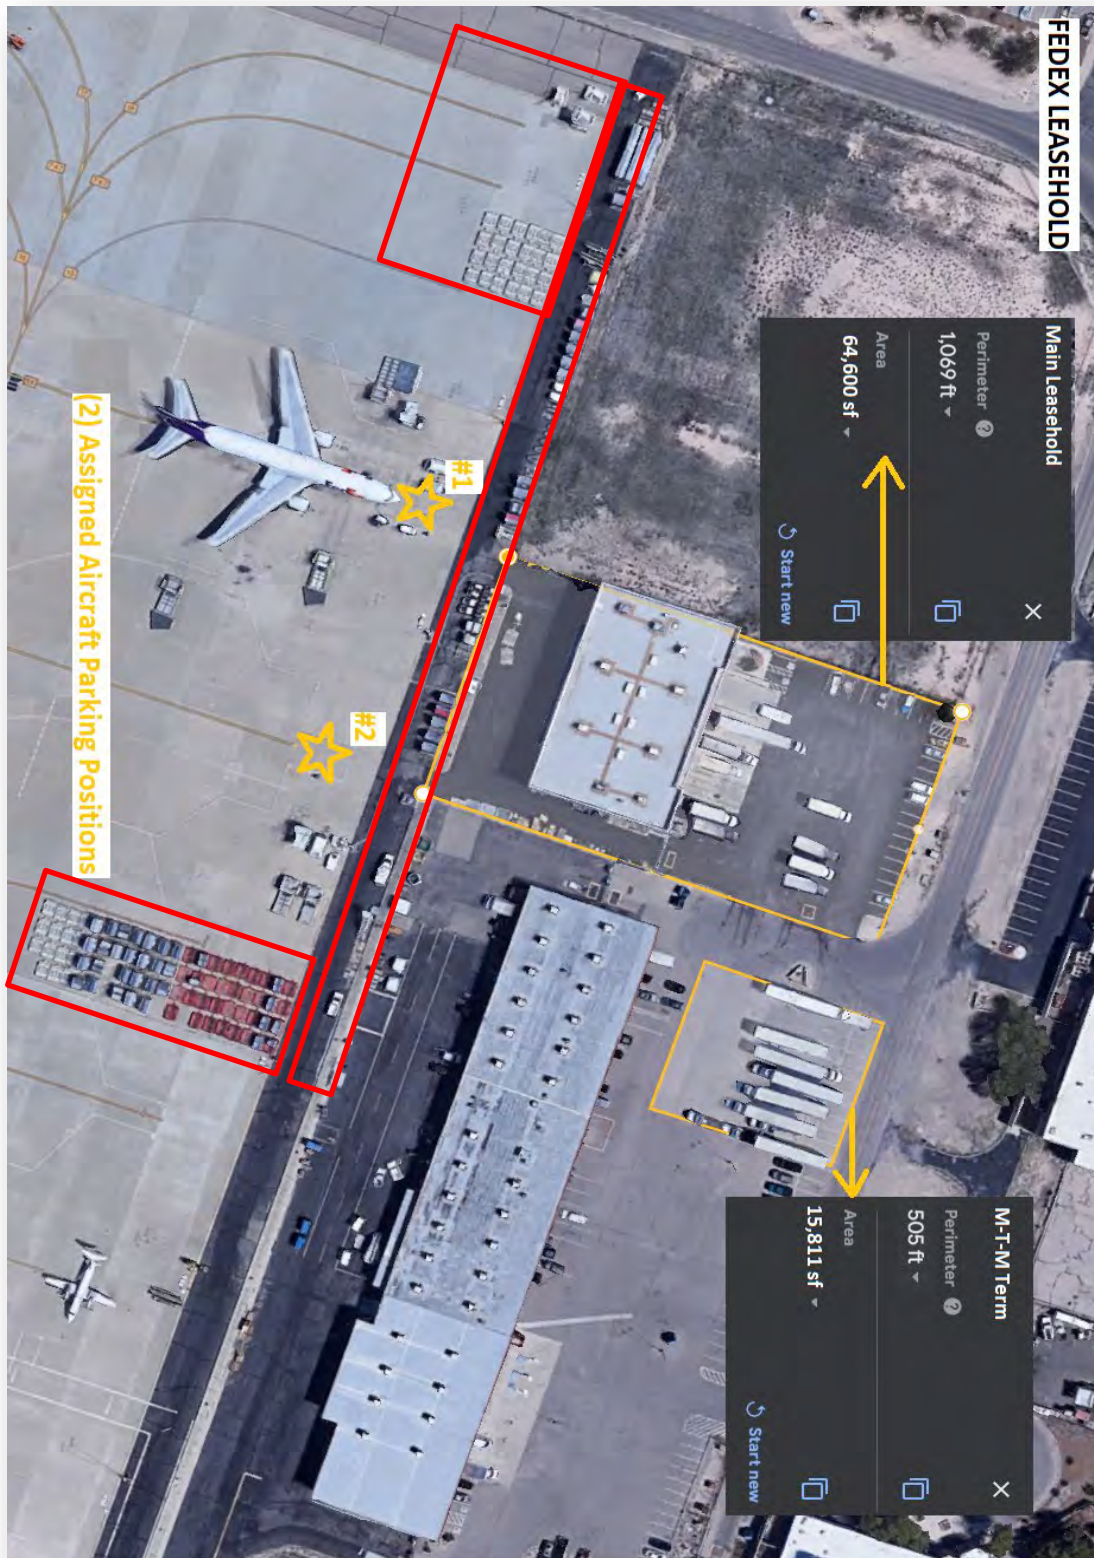 FEDEX LEASEHOLD
Main Leasehold
Perimeter ?
1,069 ft
Area
64,600 sf
Start new
#1
#2
(2) Assigned Aircraft Parking Positions
M-T-M Term
Perimeter ?
505 ft
Area
15,811 sf
Start new